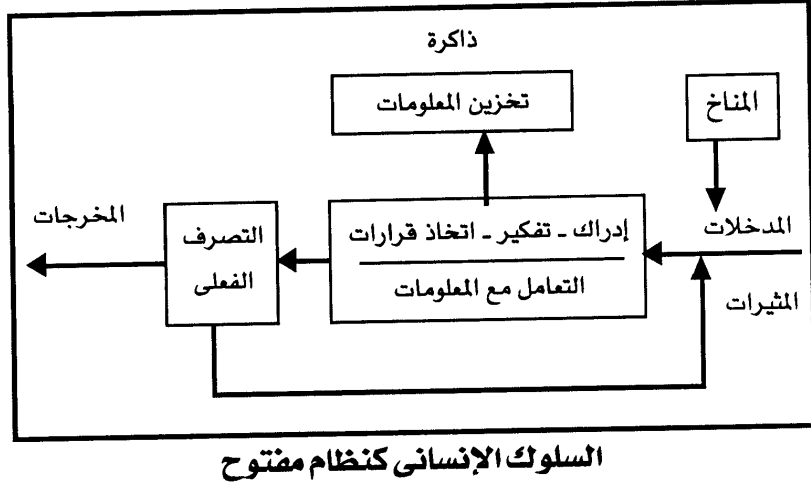 ذاكرة
المناخ
تخزين المعلومات
المدخلات
المثيرات
إدراك ـ تفكير ـ اتخاذ قرارات
التعامل مع المعلومات
التصرف
الفعلى
المخرجات
السلوك الإنسانى كنظام مفتوح